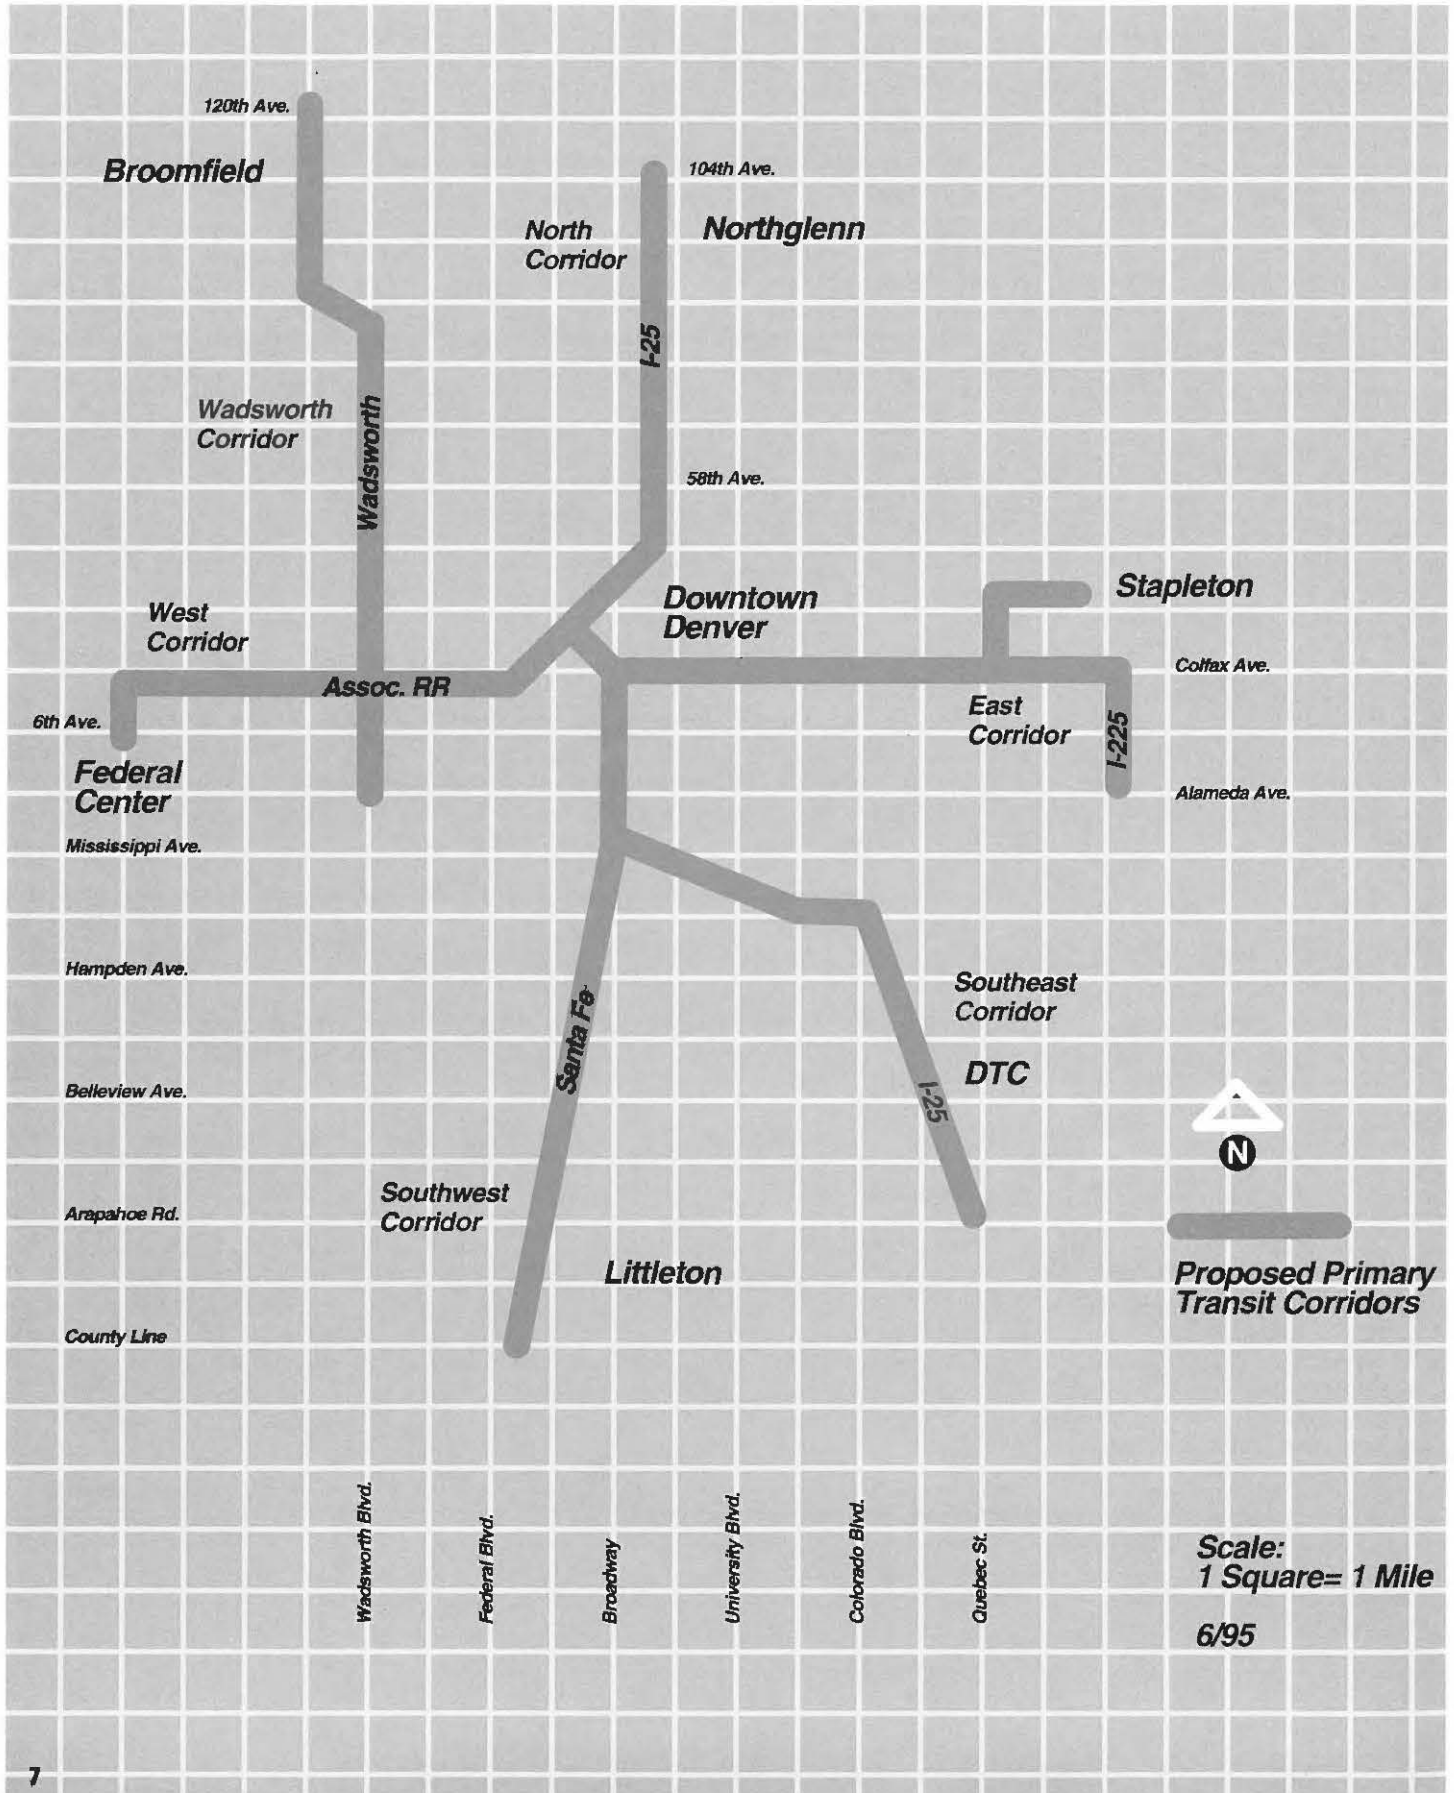 120th Ave.
Broomfield
104th Ave.
North
Corridor
Northglenn
I-25
Wadsworth
Corridor
Wadsworth
58th Ave.
West
Corridor
Downtown
Denver
Stapleton
Colfax Ave.
Assoc. RR
6th Ave.
East
Corridor
I-225
Federal
Center
Alameda Ave.
Mississippi Ave.
Hampden Ave.
Santa Fe
Southeast
Corridor
DTC
I-25
Belleview Ave.
N
Southwest
Corridor
Arapahoe Rd.
Littleton
Proposed Primary
Transit Corridors
County Line
Wadsworth Blvd.
Federal Blvd.
Broadway
University Blvd.
Colorado Blvd.
Quebec St.
Scale:
1 Square= 1 Mile
6/95
7